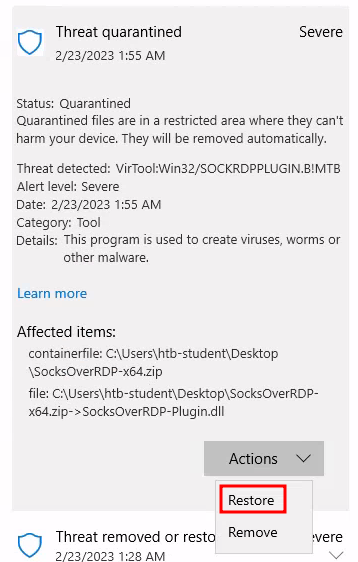 Threat quarantined Severe
2/23/2023 1:55 AM
Status: Quarantined
Quarantined files are in a restricted area where they can't
harm your device. They will be removed automatically.
Threat detected: VirTool:Win32/SOCKRDPPLUGIN.B!MTB
Alert level: Severe
Date: 2/23/2023 1:55 AM
Category: Tool
Details: This program is used to create viruses, worms or
other malware.
Learn more
Affected items:
containerfile: C:\Users\htb-student\Desktop
\SocksOverRDP-x64.zip
file: C:\Users\htb-student\Desktop\SocksOverRDP-
x64.zip->SocksOverRDP-Plugin.dll
Actions
Restore
Remove
Threat removed or resto evere
2/23/2023 1:28 AM